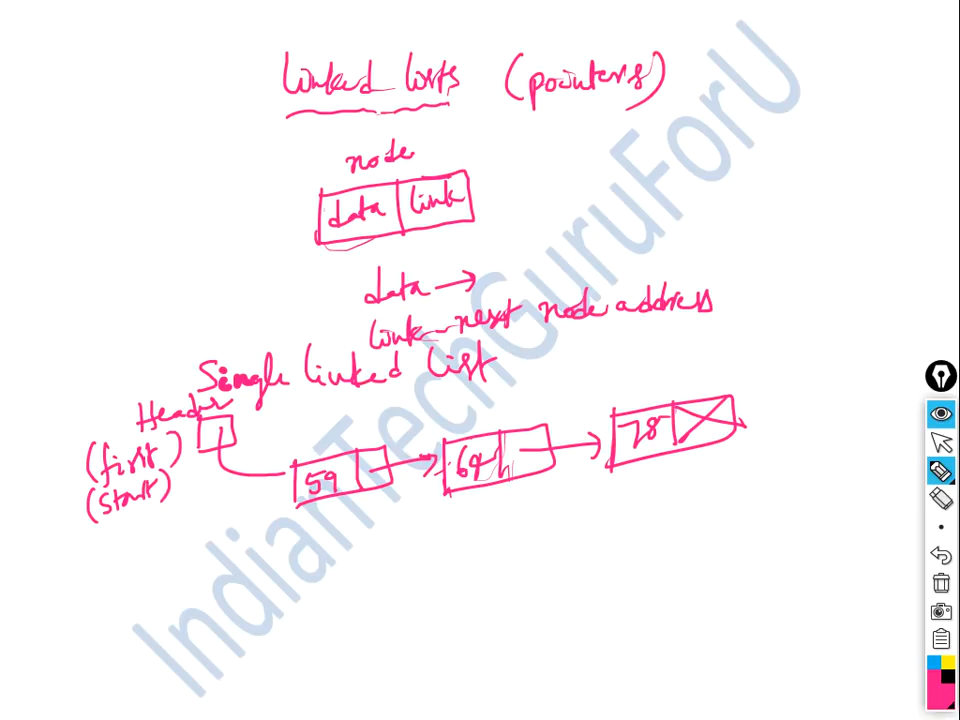 Linked Lists (pointers)
node
data link
data →
link - next node address
Single linked list
Header
(first)
(start)
59 64 78
IndianTechGuruForU